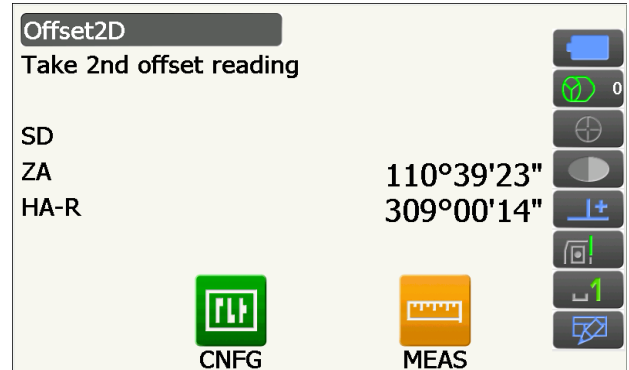 Offset2D
Take 2nd offset reading
SD
ZA 110°39'23"
HA-R 309°00'14"
0
1
CNFG MEAS